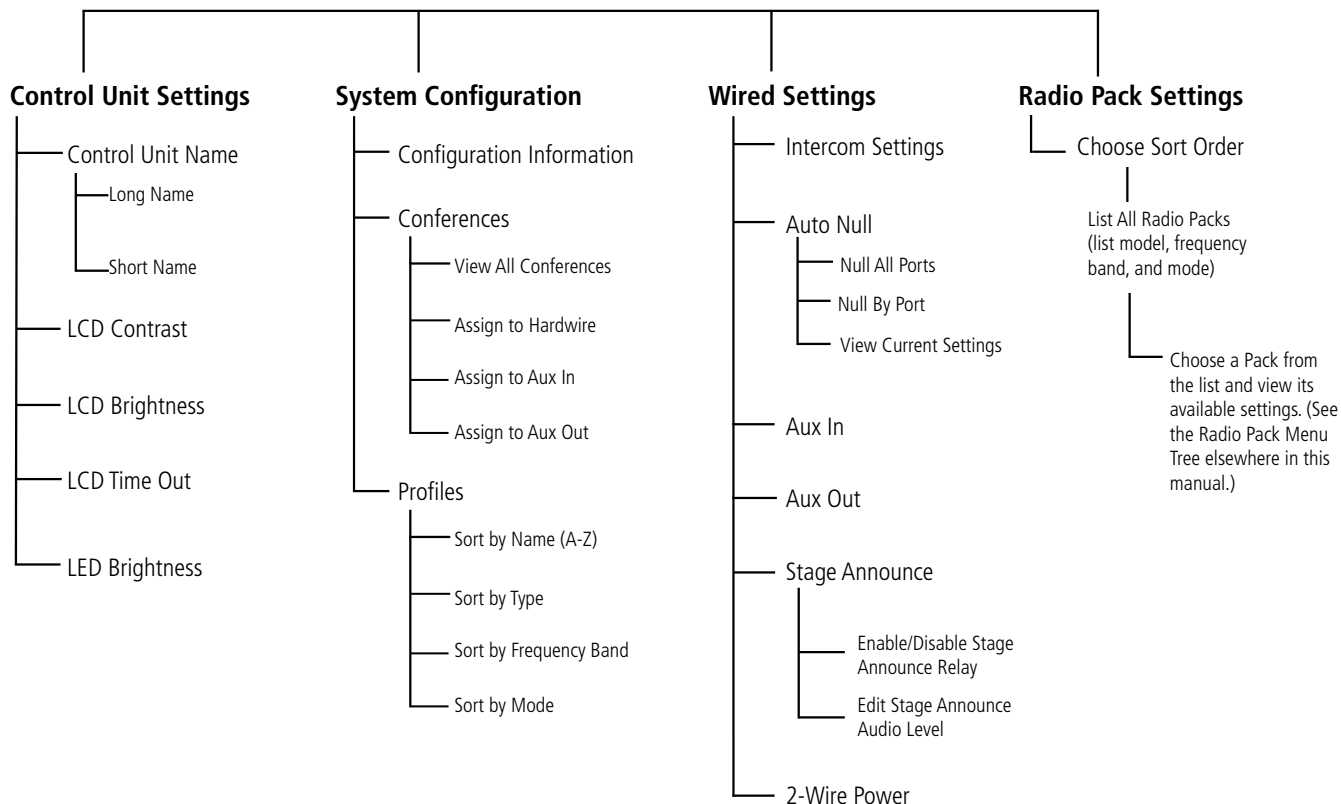 Control Unit Settings
Control Unit Name
Long Name
Short Name
LCD Contrast
LCD Brightness
LCD Time Out
LED Brightness
System Configuration
Configuration Information
Conferences
View All Conferences
Assign to Hardwire
Assign to Aux In
Assign to Aux Out
Profiles
Sort by Name (A-Z)
Sort by Type
Sort by Frequency Band
Sort by Mode
Wired Settings
Intercom Settings
Auto Null
Null All Ports
Null By Port
View Current Settings
Aux In
Aux Out
Stage Announce
Enable/Disable Stage
Announce Relay
Edit Stage Announce
Audio Level
2-Wire Power
Radio Pack Settings
Choose Sort Order
List All Radio Packs
(list model, frequency
band, and mode)
Choose a Pack from
the list and view its
available settings. (See
the Radio Pack Menu
Tree elsewhere in this
manual.)